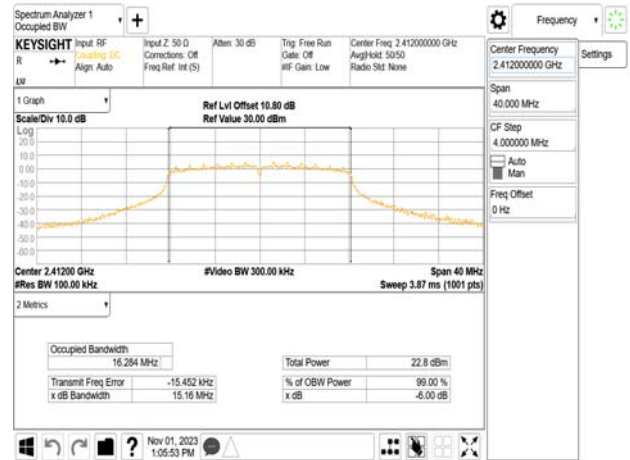 Spectrum Analyzer 1
Occupied BW
Frequency
KEYSIGHT
R
LU
Input: RF
Coupling: DC
Align: Auto
Input Z: 50 Ω
Corrections: Off
Freq Ref: Int (S)
Atten: 30 dB
Trig: Free Run
Gate: Off
#IF Gain: Low
Center Freq: 2.412000000 GHz
Avg|Hold: 50/50
Radio Std: None
Center Frequency
2.412000000 GHz
Settings
Span
40.000 MHz
CF Step
4.000000 MHz
Auto
Man
Freq Offset
0 Hz
1 Graph
Scale/Div 10.0 dB
Ref Lvl Offset 10.80 dB
Ref Value 30.00 dBm
Log
20.0
10.0
0.00
-10.0
-20.0
-30.0
-40.0
-50.0
-60.0
Center 2.41200 GHz
#Res BW 100.00 kHz
#Video BW 300.00 kHz
Span 40 MHz
Sweep 3.87 ms (1001 pts)
2 Metrics
Occupied Bandwidth
16.284 MHz
Transmit Freq Error -15.452 kHz
x dB Bandwidth 15.16 MHz
Total Power 22.8 dBm
% of OBW Power 99.00 %
x dB -6.00 dB
Nov 01, 2023
1:05:53 PM